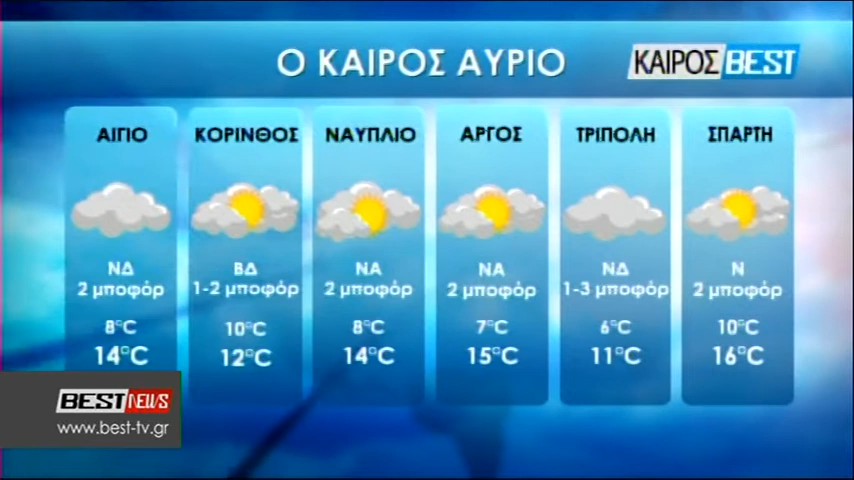 Ο ΚΑΙΡΟΣ ΑΥΡΙΟ
ΚΑΙΡΟΣ BEST
ΑΙΓΙΟ
ΝΔ
2 μποφόρ
8°C
14°C
ΚΟΡΙΝΘΟΣ
ΒΔ
1-2 μποφόρ
10°C
12°C
ΝΑΥΠΛΙΟ
ΝΑ
2 μποφόρ
8°C
14°C
ΑΡΓΟΣ
ΝΑ
2 μποφόρ
7°C
15°C
ΤΡΙΠΟΛΗ
ΝΔ
1-3 μποφόρ
6°C
11°C
ΣΠΑΡΤΗ
Ν
2 μποφόρ
10°C
16°C
BEST NEWS
www.best-tv.gr